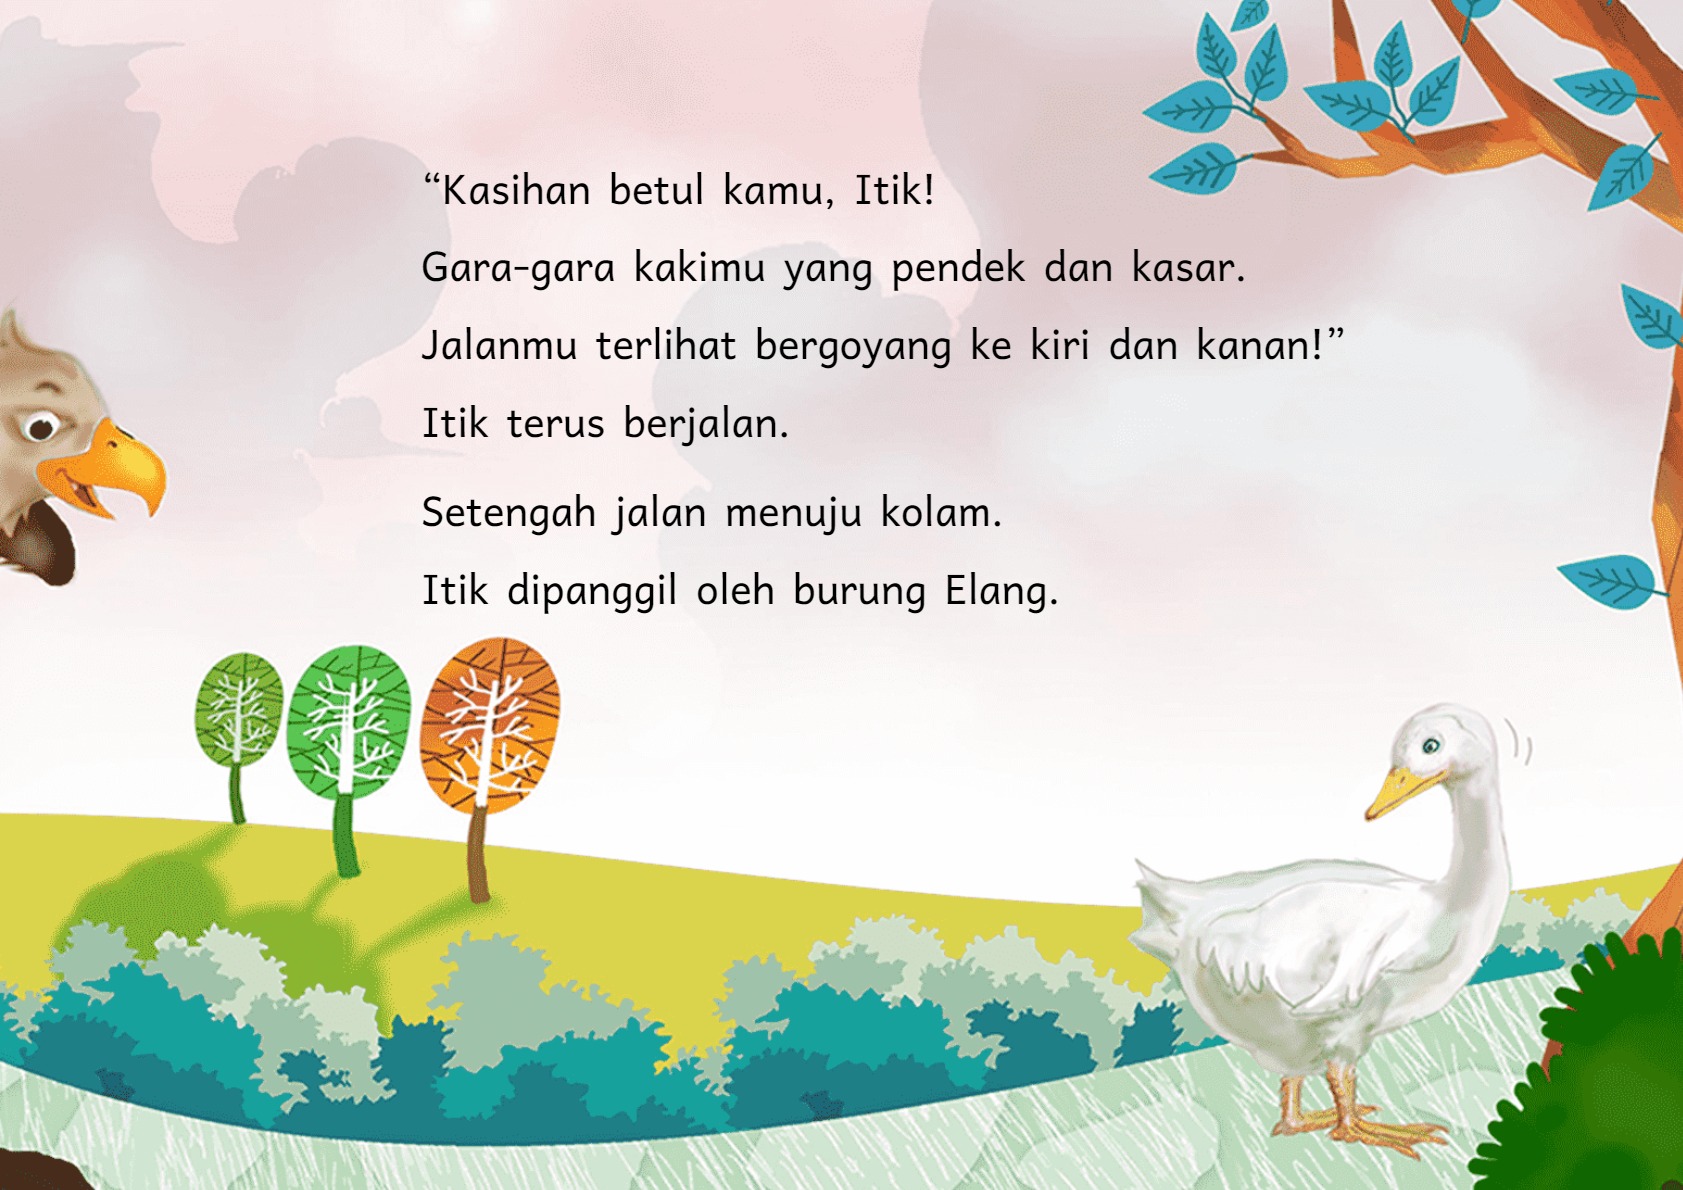 “Kasihan betul kamu, Itik!
Gara-gara kakimu yang pendek dan kasar.
Jalanmu terlihat bergoyang ke kiri dan kanan!”
Itik terus berjalan.
Setengah jalan menuju kolam.
Itik dipanggil oleh burung Elang.